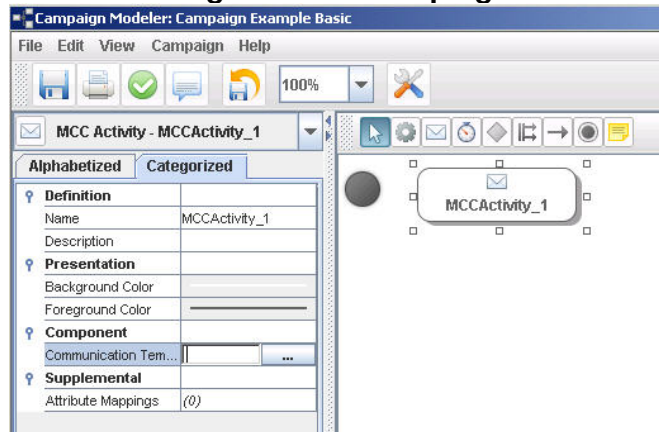 Campaign Modeler: Campaign Example Basic
File Edit View Campaign Help
100%
MCC Activity - MCCActivity_1
Alphabetized Categorized
Definition
Name MCCActivity_1
Description
Presentation
Background Color
Foreground Color
Component
Communication Tem... ...
Supplemental
Attribute Mappings (0)
MCCActivity_1